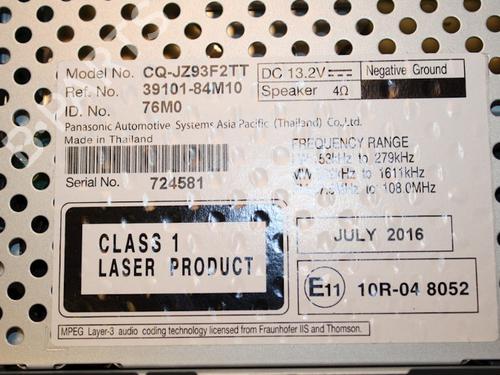 Model No. CQ-JZ93F2TT
Ref. No. 39101-84M10
ID. No. 76M0
DC 13.2V
Negative Ground
Speaker 4Ω
Panasonic Automotive Systems Asia Pacific (Thailand) Co.,Ltd.
Made in Thailand
FREQUENCY RANGE
to 279kHz
to 1611kHz
to 108.0MHz
Serial No. 724581
CLASS 1
LASER PRODUCT
JULY 2016
E11 10R-04 8052
MPEG Layer-3 audio coding technology licensed from Fraunhofer IIS and Thomson.